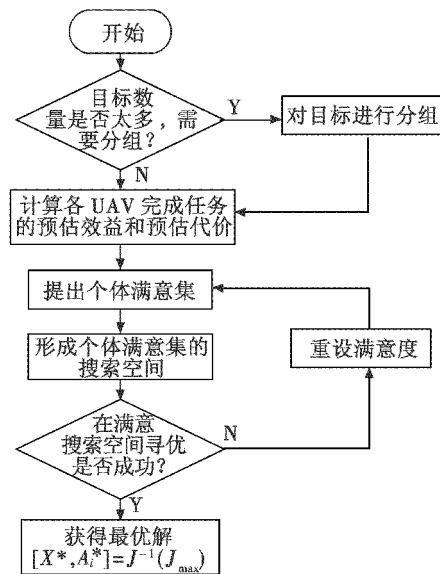 开始
目标数
量是否太多，需
要分组？
Y
对目标进行分组
N
计算各 UAV 完成任务
的预估效益和预估代价
提出个体满意集
形成个体满意集的
搜索空间
重设满意度
在满意
搜索空间寻优
是否成功？
N
Y
获得最优解
[X*,A_i*]=J⁻¹(J_max)